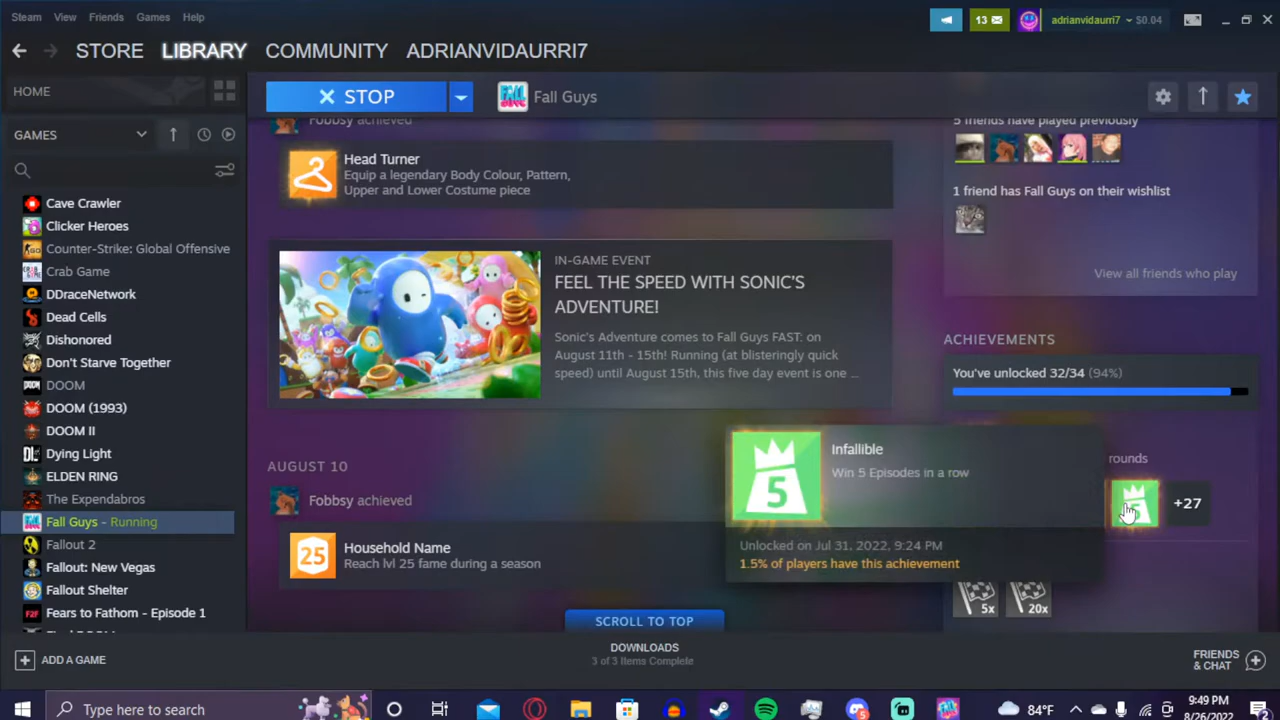 Steam View Friends Games Help
13
adrianvidaurri7 $0.04
STORE LIBRARY COMMUNITY ADRIANVIDAURRI7
HOME
STOP
Fall Guys
GAMES
Cave Crawler
Clicker Heroes
Counter-Strike: Global Offensive
Crab Game
DDraceNetwork
Dead Cells
Dishonored
Don't Starve Together
DOOM
DOOM (1993)
DOOM II
Dying Light
ELDEN RING
The Expendabros
Fall Guys - Running
Fallout 2
Fallout: New Vegas
Fallout Shelter
Fears to Fathom - Episode 1
Fobbsy achieved
Head Turner
Equip a legendary Body Colour, Pattern,
Upper and Lower Costume piece
IN-GAME EVENT
FEEL THE SPEED WITH SONIC'S
ADVENTURE!
Sonic's Adventure comes to Fall Guys FAST: on
August 11th - 15th! Running (at blisteringly quick
speed) until August 15th, this five day event is one ...
AUGUST 10
Fobbsy achieved
25
Household Name
Reach lvl 25 fame during a season
SCROLL TO TOP
5 friends have played previously
1 friend has Fall Guys on their wishlist
View all friends who play
ACHIEVEMENTS
You've unlocked 32/34 (94%)
rounds
+27
5
Infallible
Win 5 Episodes in a row
Unlocked on Jul 31, 2022, 9:24 PM
1.5% of players have this achievement
5x 20x
ADD A GAME
DOWNLOADS
3 of 3 Items Complete
FRIENDS
& CHAT
Type here to search
84°F
9:49 PM
8/26/2022